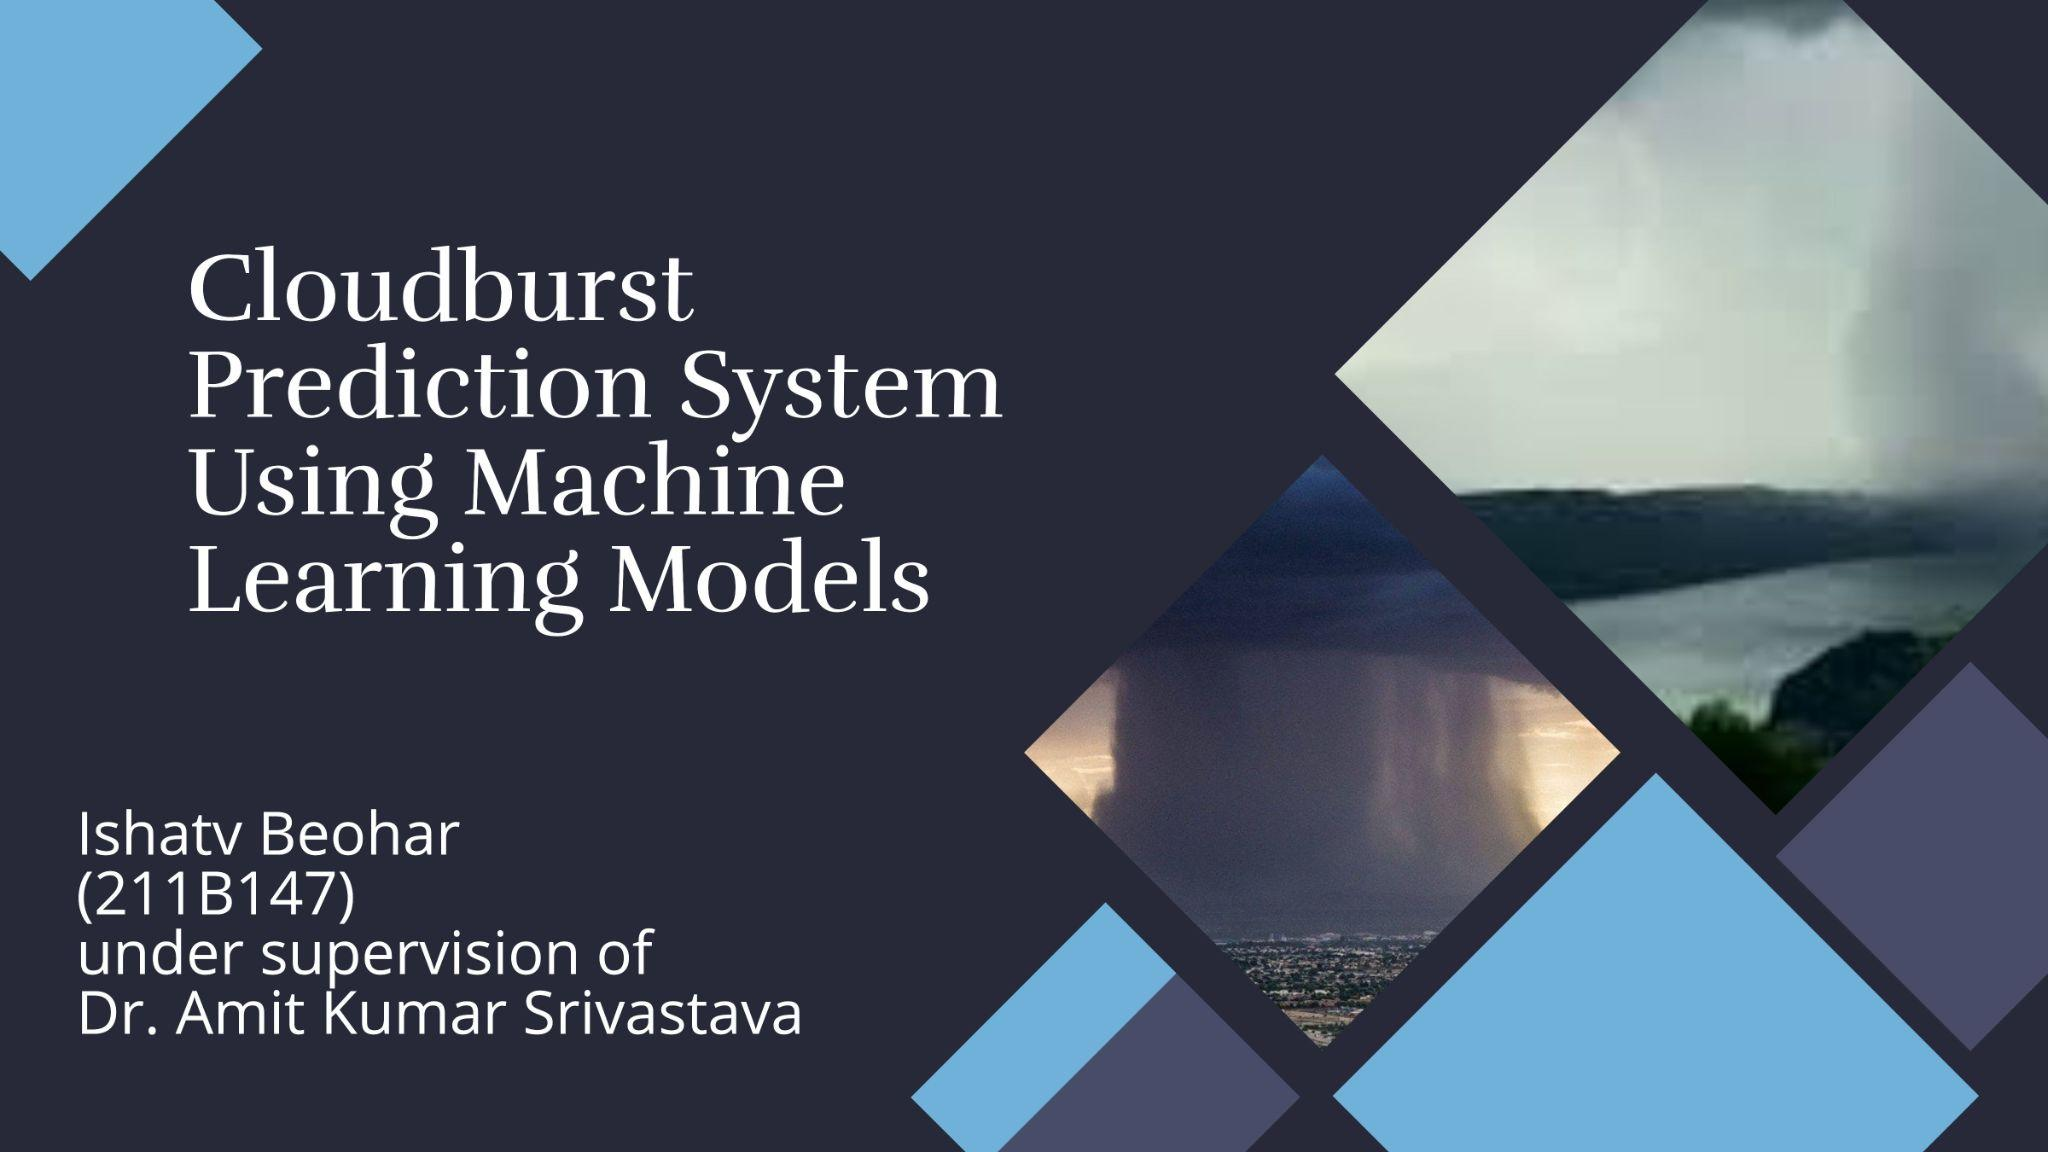 Cloudburst
Prediction System
Using Machine
Learning Models
Ishatv Beohar
(211B147)
under supervision of
Dr. Amit Kumar Srivastava